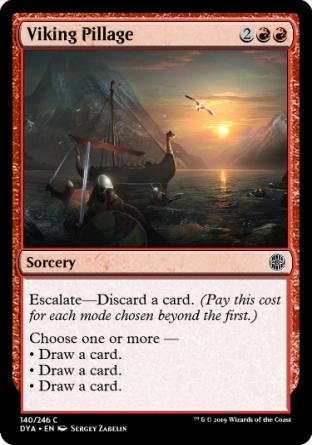 Viking Pillage 2
Sorcery
Escalate—Discard a card. (Pay this cost
for each mode chosen beyond the first.)
Choose one or more —
• Draw a card.
• Draw a card.
• Draw a card.
140/246 C
DYA • EN SERGEY ZABELIN
™ & © 2019 Wizards of the Coast